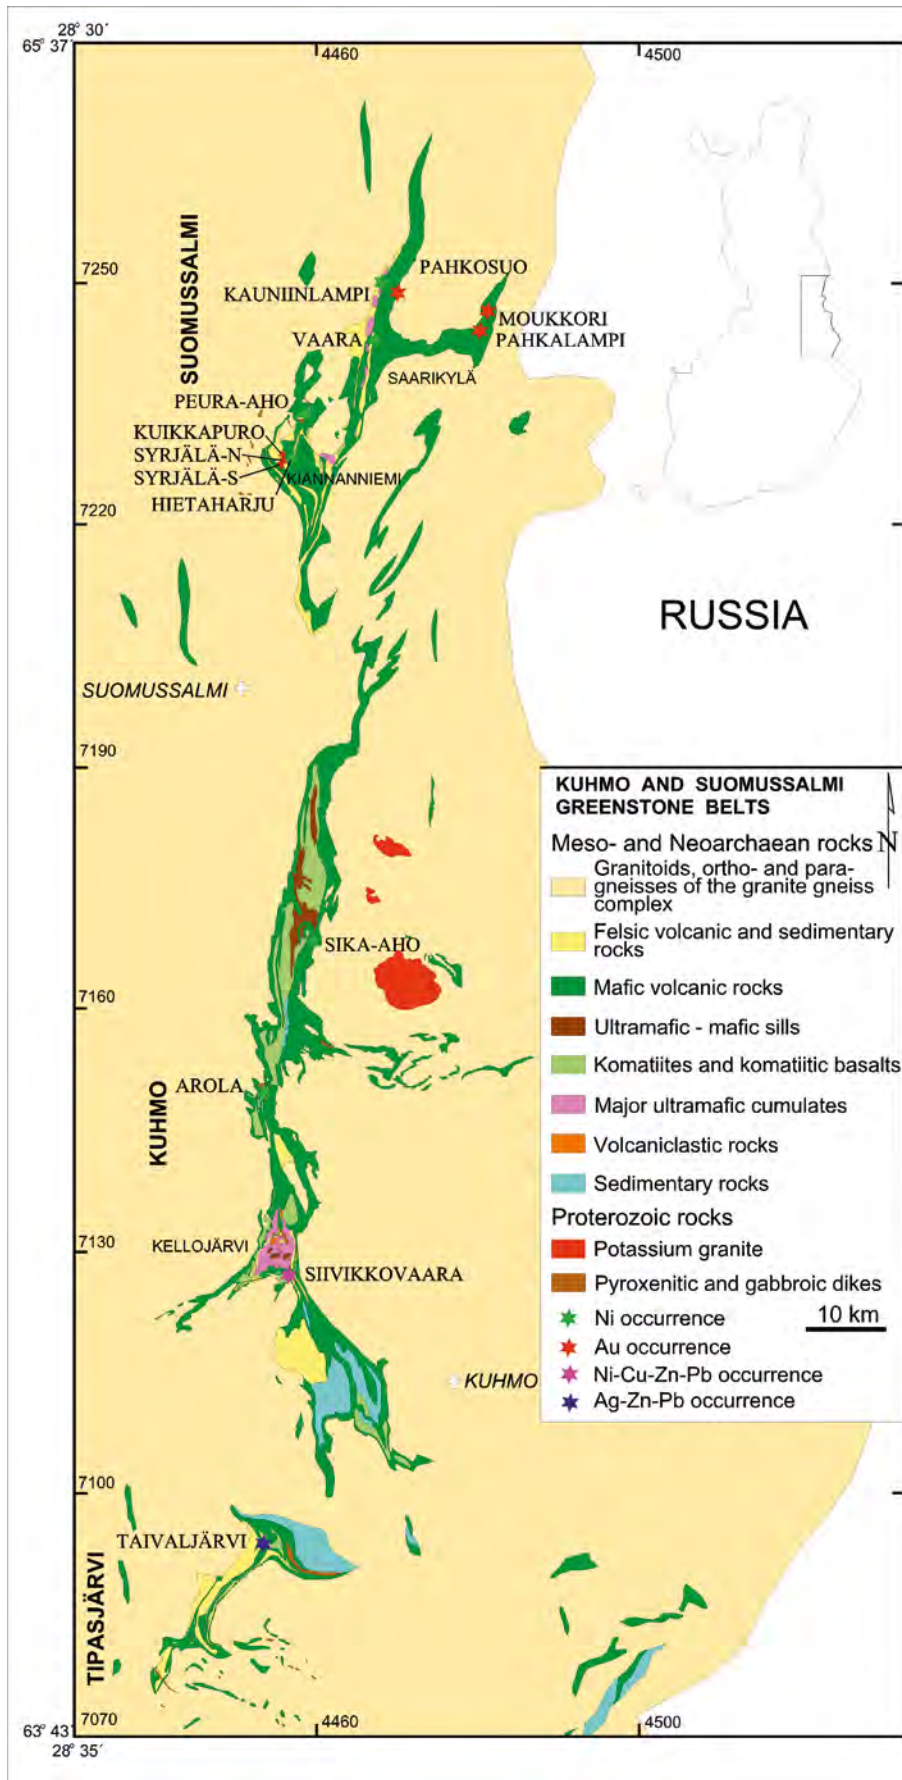 28° 30´
65° 37´
4460
4500
7250
SUOMUSSALMI
PAHKOSUO
KAUNIINLAMPI
MOUKKORI
VAARA
PAHKALAMPI
SAARIKYLÄ
PEURA-AHO
KUIKKAPURO
SYRJÄLÄ-N
SYRJÄLÄ-S
KIANNANNIEMI
HIETAHARJU
7220
RUSSIA
SUOMUSSALMI
7190
KUHMO AND SUOMUSSALMI
GREENSTONE BELTS
Meso- and Neoarchaean rocks
N
Granitoids, ortho- and para-
gneisses of the granite gneiss
complex
Felsic volcanic and sedimentary
rocks
Mafic volcanic rocks
Ultramafic - mafic sills
Komatiites and komatiitic basalts
Major ultramafic cumulates
Volcaniclastic rocks
Sedimentary rocks
Proterozoic rocks
Potassium granite
Pyroxenitic and gabbroic dikes
Ni occurrence
10 km
Au occurrence
Ni-Cu-Zn-Pb occurrence
Ag-Zn-Pb occurrence
SIKA-AHO
7160
AROLA
KUHMO
7130
KELLOJÄRVI
SIIVIKKOVAARA
KUHMO
7100
TAIVALJÄRVI
TIPASJÄRVI
7070
63° 43´
28° 35´
4460
4500